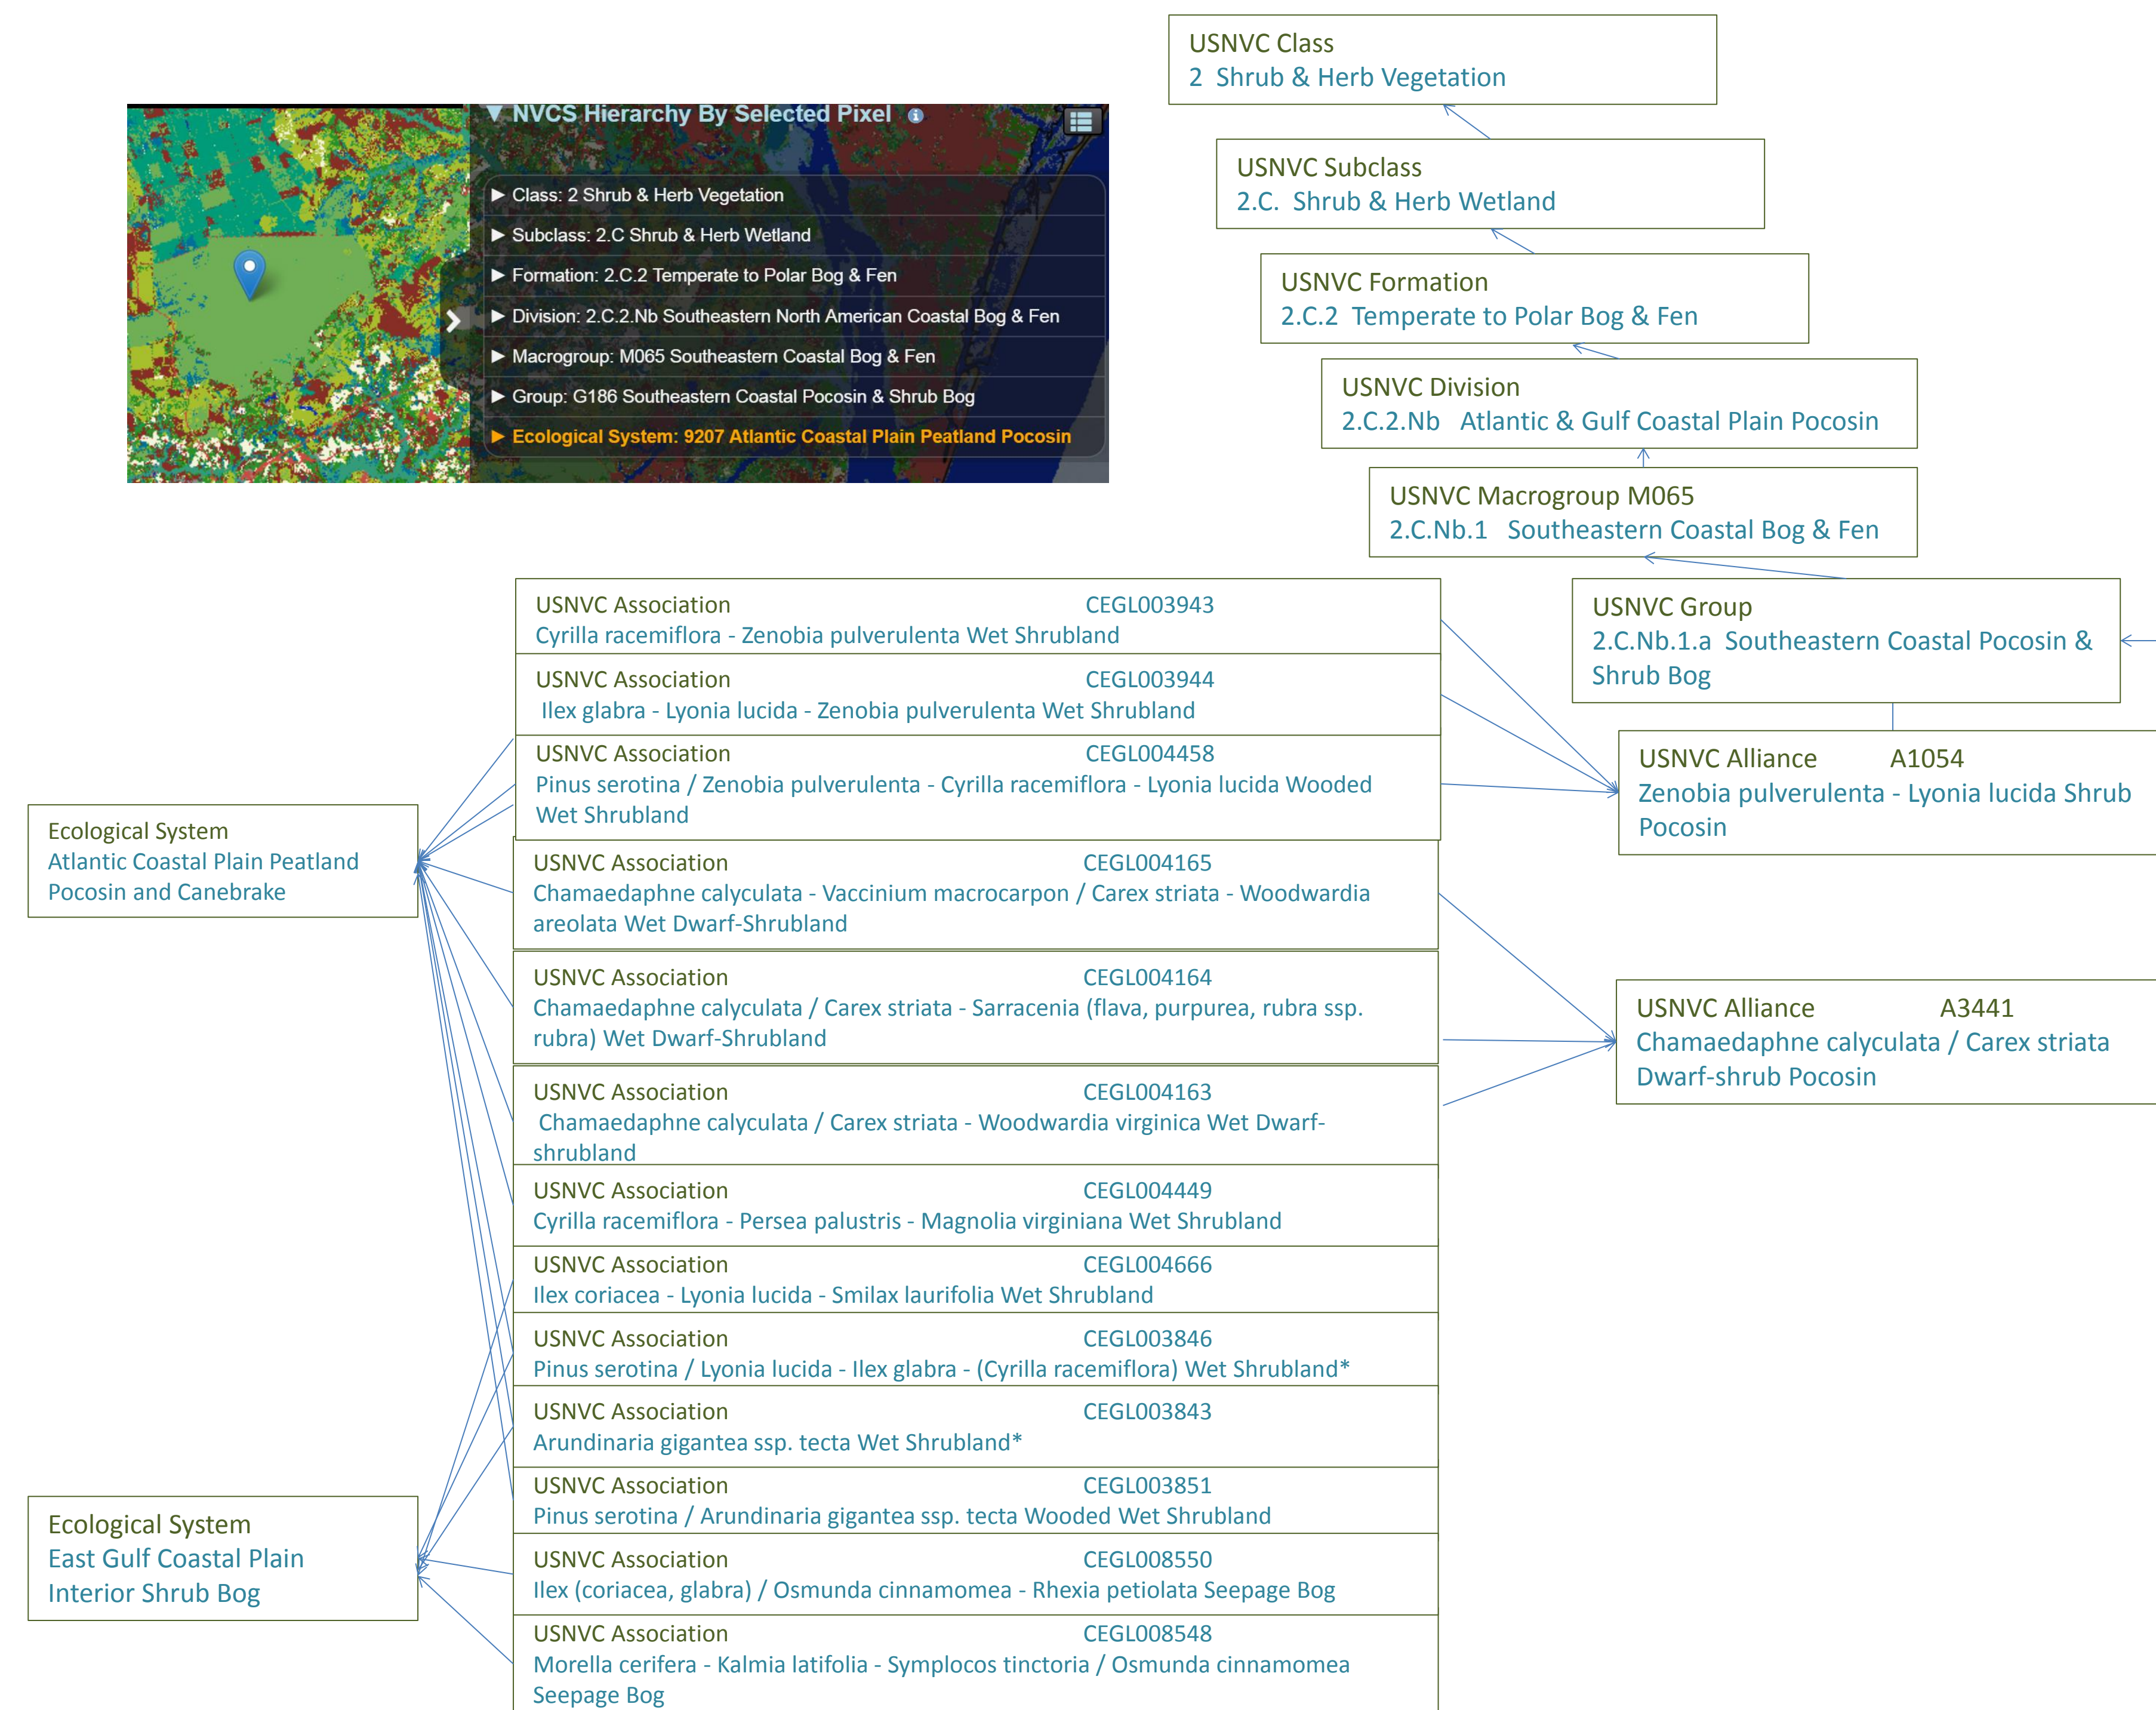 USNVC Class
2 Shrub & Herb Vegetation
NVCS Hierarchy By Selected Pixel
Class: 2 Shrub & Herb Vegetation
Subclass: 2.C Shrub & Herb Wetland
Formation: 2.C.2 Temperate to Polar Bog & Fen
Division: 2.C.2.Nb Southeastern North American Coastal Bog & Fen
Macrogroup: M065 Southeastern Coastal Bog & Fen
Group: G186 Southeastern Coastal Pocosin & Shrub Bog
Ecological System: 9207 Atlantic Coastal Plain Peatland Pocosin
USNVC Subclass
2.C. Shrub & Herb Wetland
USNVC Formation
2.C.2 Temperate to Polar Bog & Fen
USNVC Division
2.C.2.Nb Atlantic & Gulf Coastal Plain Pocosin
USNVC Macrogroup M065
2.C.Nb.1 Southeastern Coastal Bog & Fen
USNVC Group
2.C.Nb.1.a Southeastern Coastal Pocosin &
Shrub Bog
USNVC Association CEGL003943
Cyrilla racemiflora - Zenobia pulverulenta Wet Shrubland
USNVC Association CEGL003944
Ilex glabra - Lyonia lucida - Zenobia pulverulenta Wet Shrubland
USNVC Association CEGL004458
Pinus serotina / Zenobia pulverulenta - Cyrilla racemiflora - Lyonia lucida Wooded
Wet Shrubland
USNVC Alliance A1054
Zenobia pulverulenta - Lyonia lucida Shrub
Pocosin
Ecological System
Atlantic Coastal Plain Peatland
Pocosin and Canebrake
USNVC Association CEGL004165
Chamaedaphne calyculata - Vaccinium macrocarpon / Carex striata - Woodwardia
areolata Wet Dwarf-Shrubland
USNVC Association CEGL004164
Chamaedaphne calyculata / Carex striata - Sarracenia (flava, purpurea, rubra ssp.
rubra) Wet Dwarf-Shrubland
USNVC Association CEGL004163
Chamaedaphne calyculata / Carex striata - Woodwardia virginica Wet Dwarf-
shrubland
USNVC Alliance A3441
Chamaedaphne calyculata / Carex striata
Dwarf-shrub Pocosin
USNVC Association CEGL004449
Cyrilla racemiflora - Persea palustris - Magnolia virginiana Wet Shrubland
USNVC Association CEGL004666
Ilex coriacea - Lyonia lucida - Smilax laurifolia Wet Shrubland
USNVC Association CEGL003846
Pinus serotina / Lyonia lucida - Ilex glabra - (Cyrilla racemiflora) Wet Shrubland*
USNVC Association CEGL003843
Arundinaria gigantea ssp. tecta Wet Shrubland*
USNVC Association CEGL003851
Pinus serotina / Arundinaria gigantea ssp. tecta Wooded Wet Shrubland
USNVC Association CEGL008550
Ilex (coriacea, glabra) / Osmunda cinnamomea - Rhexia petiolata Seepage Bog
USNVC Association CEGL008548
Morella cerifera - Kalmia latifolia - Symplocos tinctoria / Osmunda cinnamomea
Seepage Bog
Ecological System
East Gulf Coastal Plain
Interior Shrub Bog